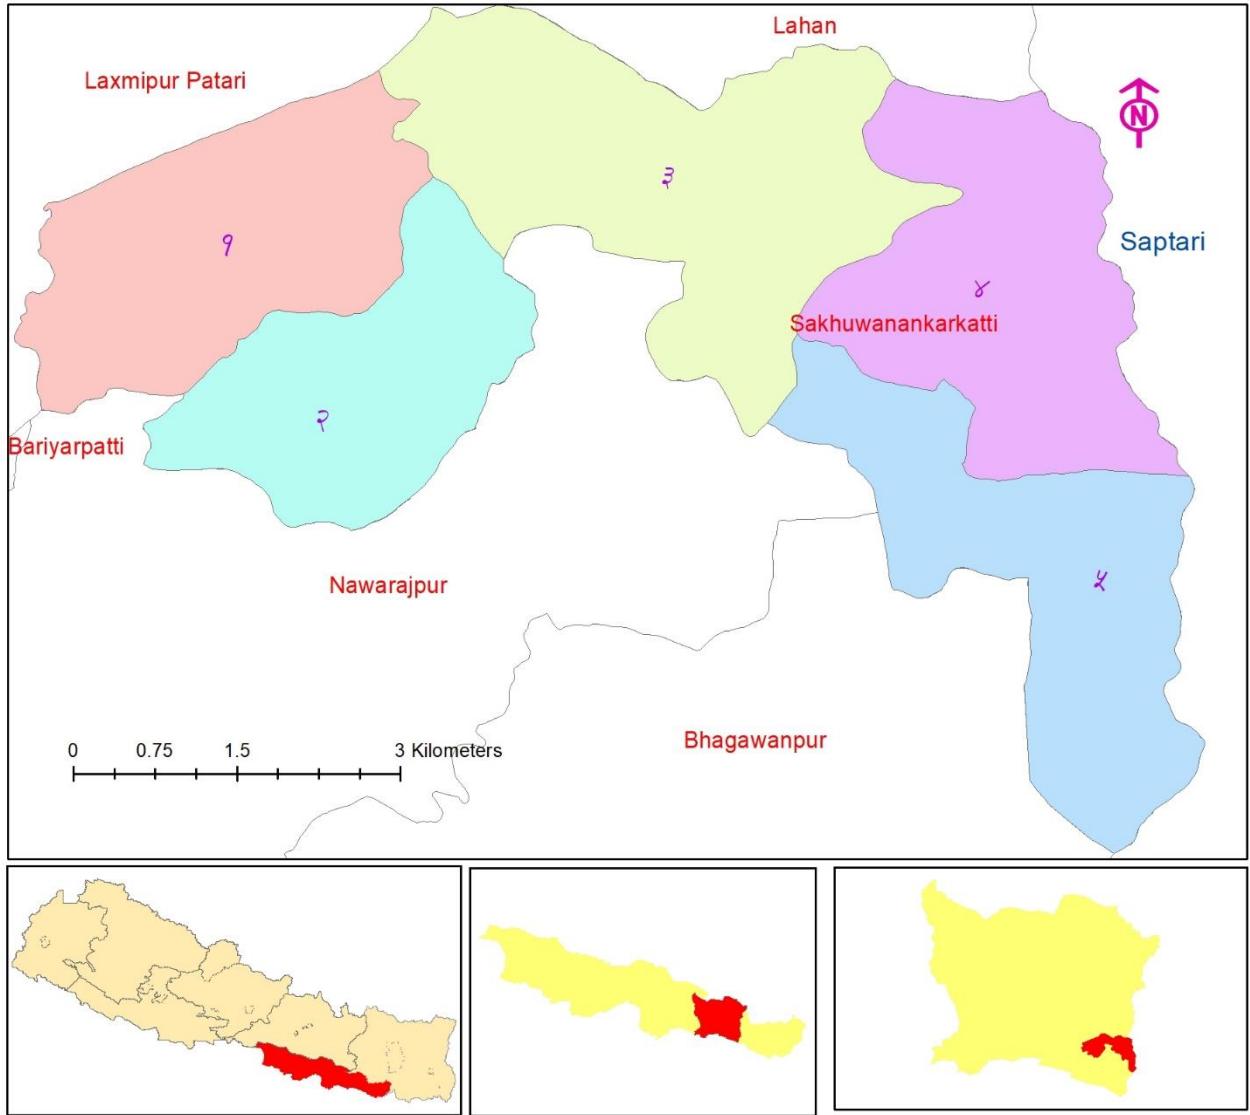 Lahan
Laxmipur Patari
N
३
१
Saptari
४
Sakhuwanankarkatti
२
Bariyarpatti
५
Nawarajpur
Bhagawanpur
0 0.75 1.5 3 Kilometers